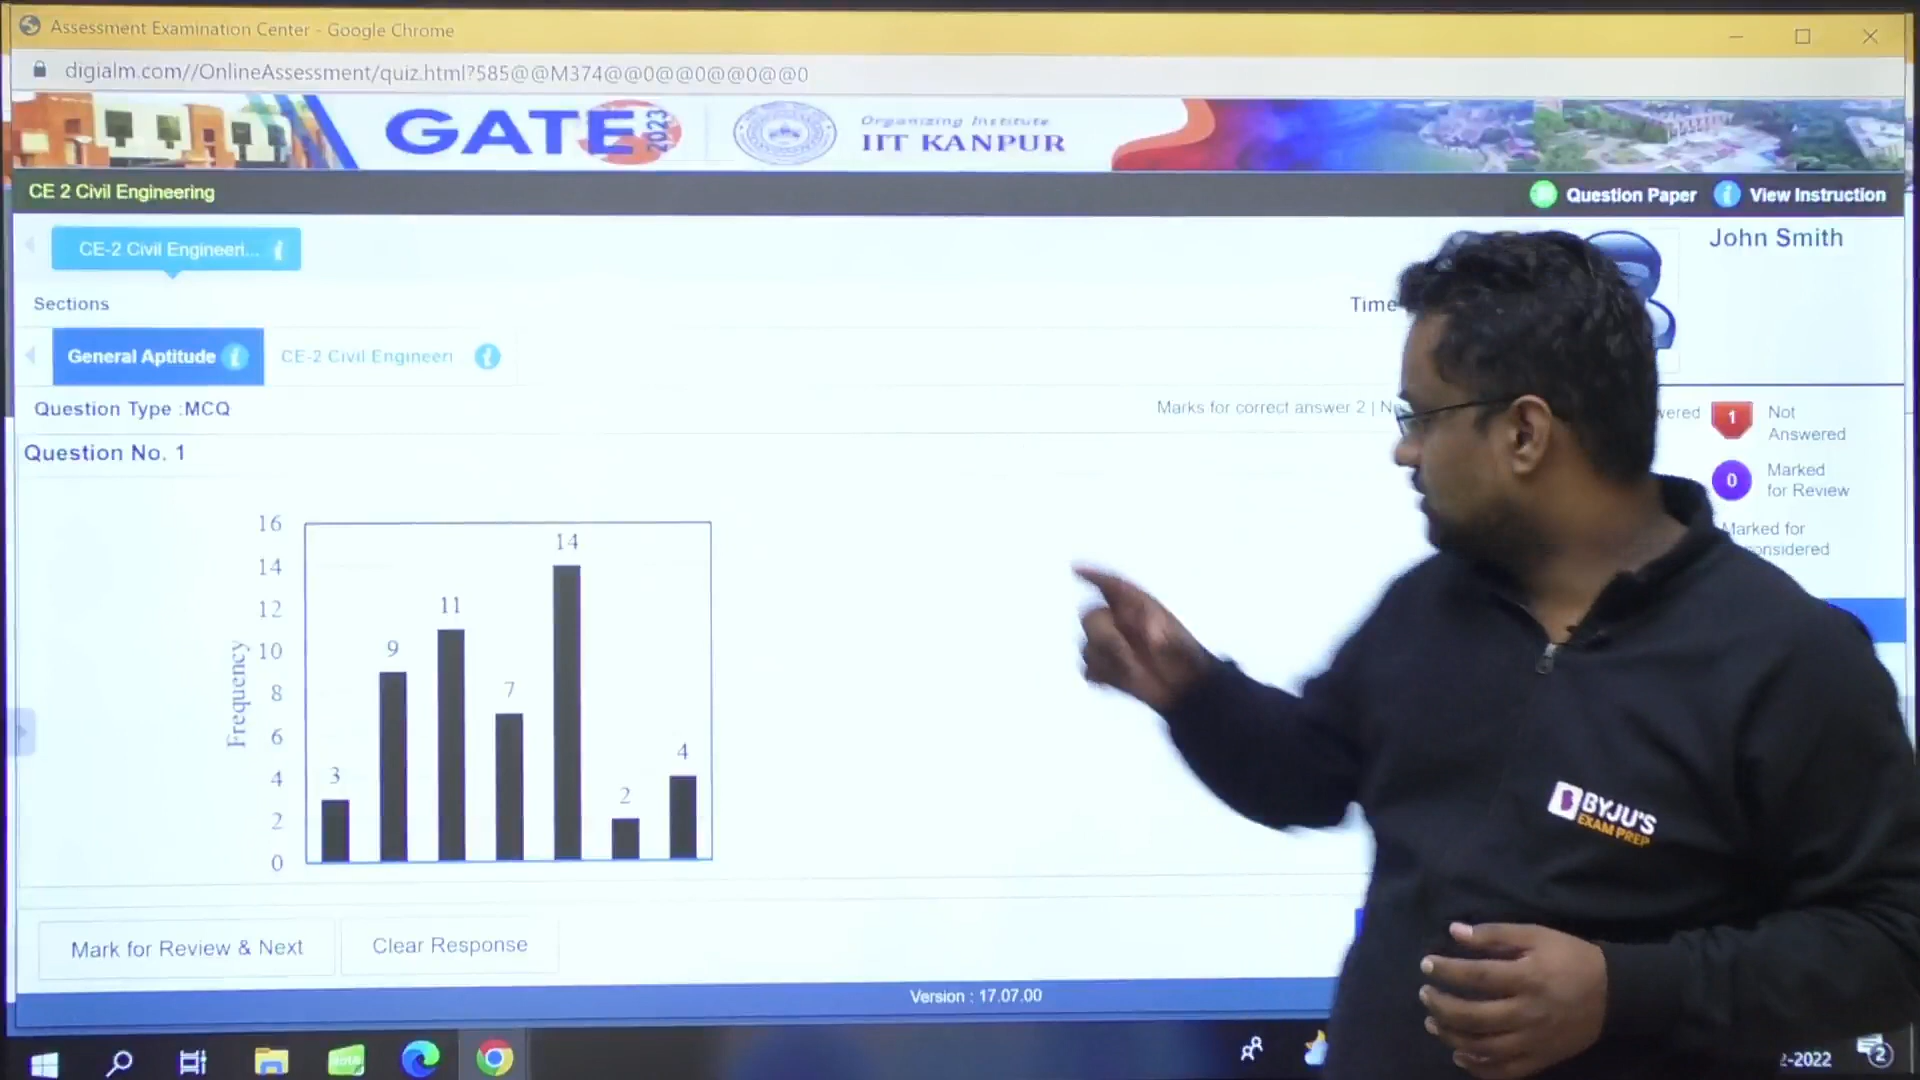 Assessment Examination Center - Google Chrome
digialm.com//OnlineAssessment/quiz.html?585@@M374@@0@@0@@0@@0
GATE 2023
Organizing Institute
IIT KANPUR
CE 2 Civil Engineering
Question Paper
View Instruction
CE-2 Civil Engineeri...
John Smith
Sections
Time
General Aptitude
CE-2 Civil Engineeri
Question Type :MCQ
Marks for correct answer 2 |
1
Not
Answered
Question No. 1
0
Marked
for Review
Marked for
Frequency
16
14
12
10
8
6
4
2
0
3
9
11
7
14
2
4
BYJU'S
EXAM PREP
Mark for Review & Next
Clear Response
Version : 17.07.00
-2022
2